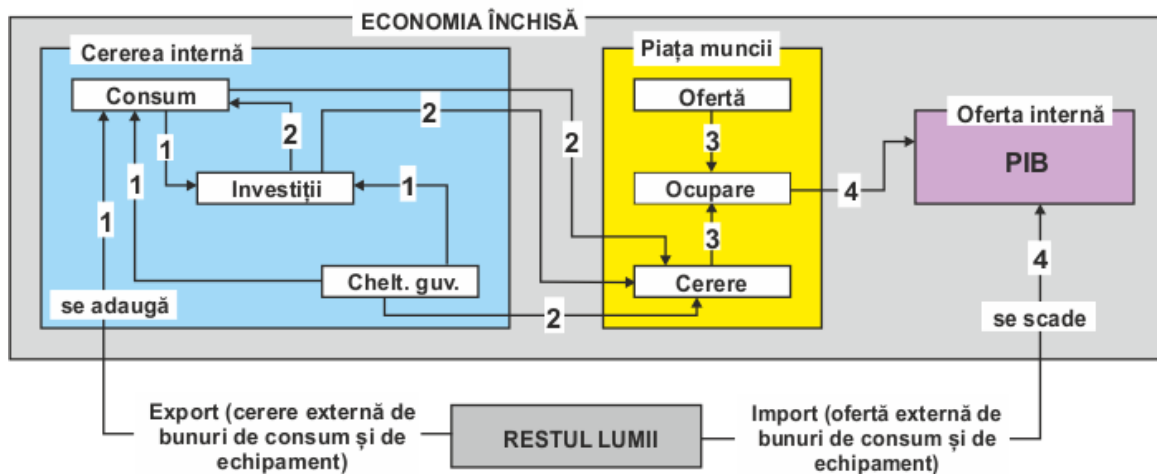 ECONOMIA ÎNCHISĂ
Cererea internă
Consum
1
2
2
1
1
1
Investiții
1
Chelt. guv.
2
2
se adaugă
Piața muncii
Ofertă
3
Ocupare
3
Cerere
4
Oferta internă
PIB
4
se scade
Export (cerere externă de
bunuri de consum și de
echipament)
RESTUL LUMII
Import (ofertă externă de
bunuri de consum și de
echipament)